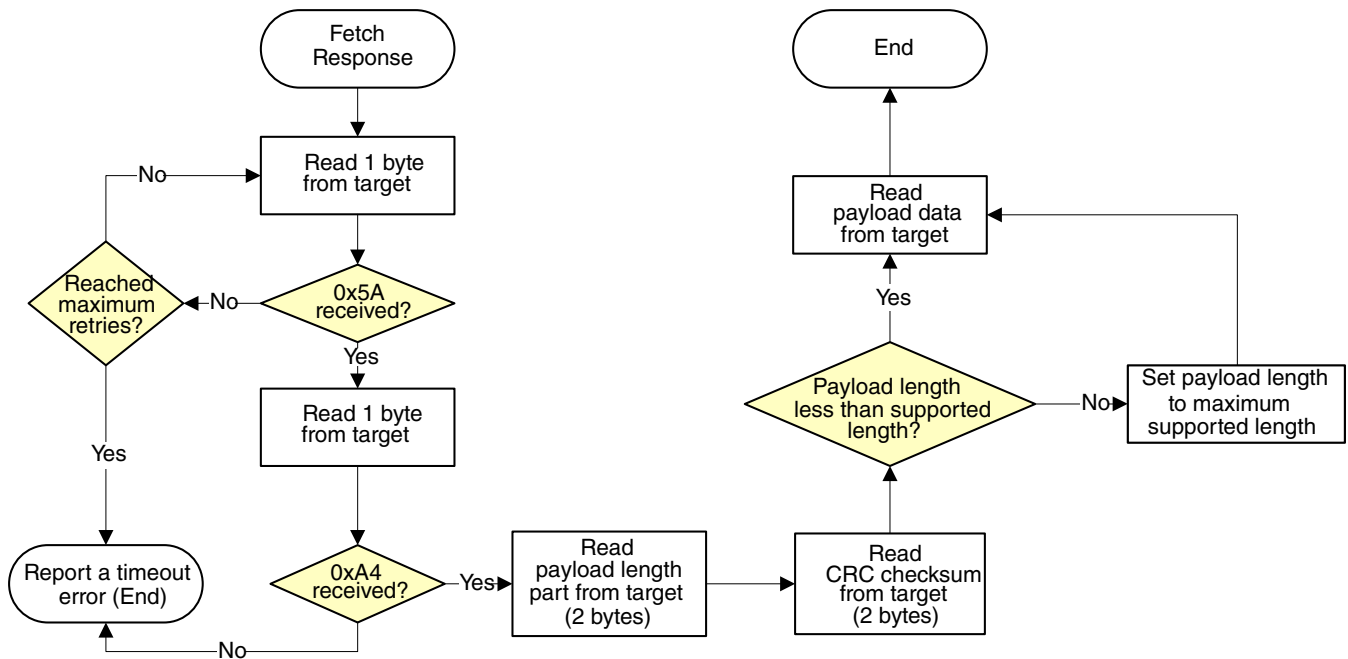 Fetch
Response
End
Read 1 byte
from target
No
Read
payload data
from target
Reached
maximum
retries?
No
0x5A
received?
Yes
Yes
Read 1 byte
from target
Payload length
less than supported
length?
No
Set payload length
to maximum
supported length
Yes
Report a timeout
error (End)
0xA4
received?
Yes
Read
payload length
part from target
(2 bytes)
Read
CRC checksum
from target
(2 bytes)
No